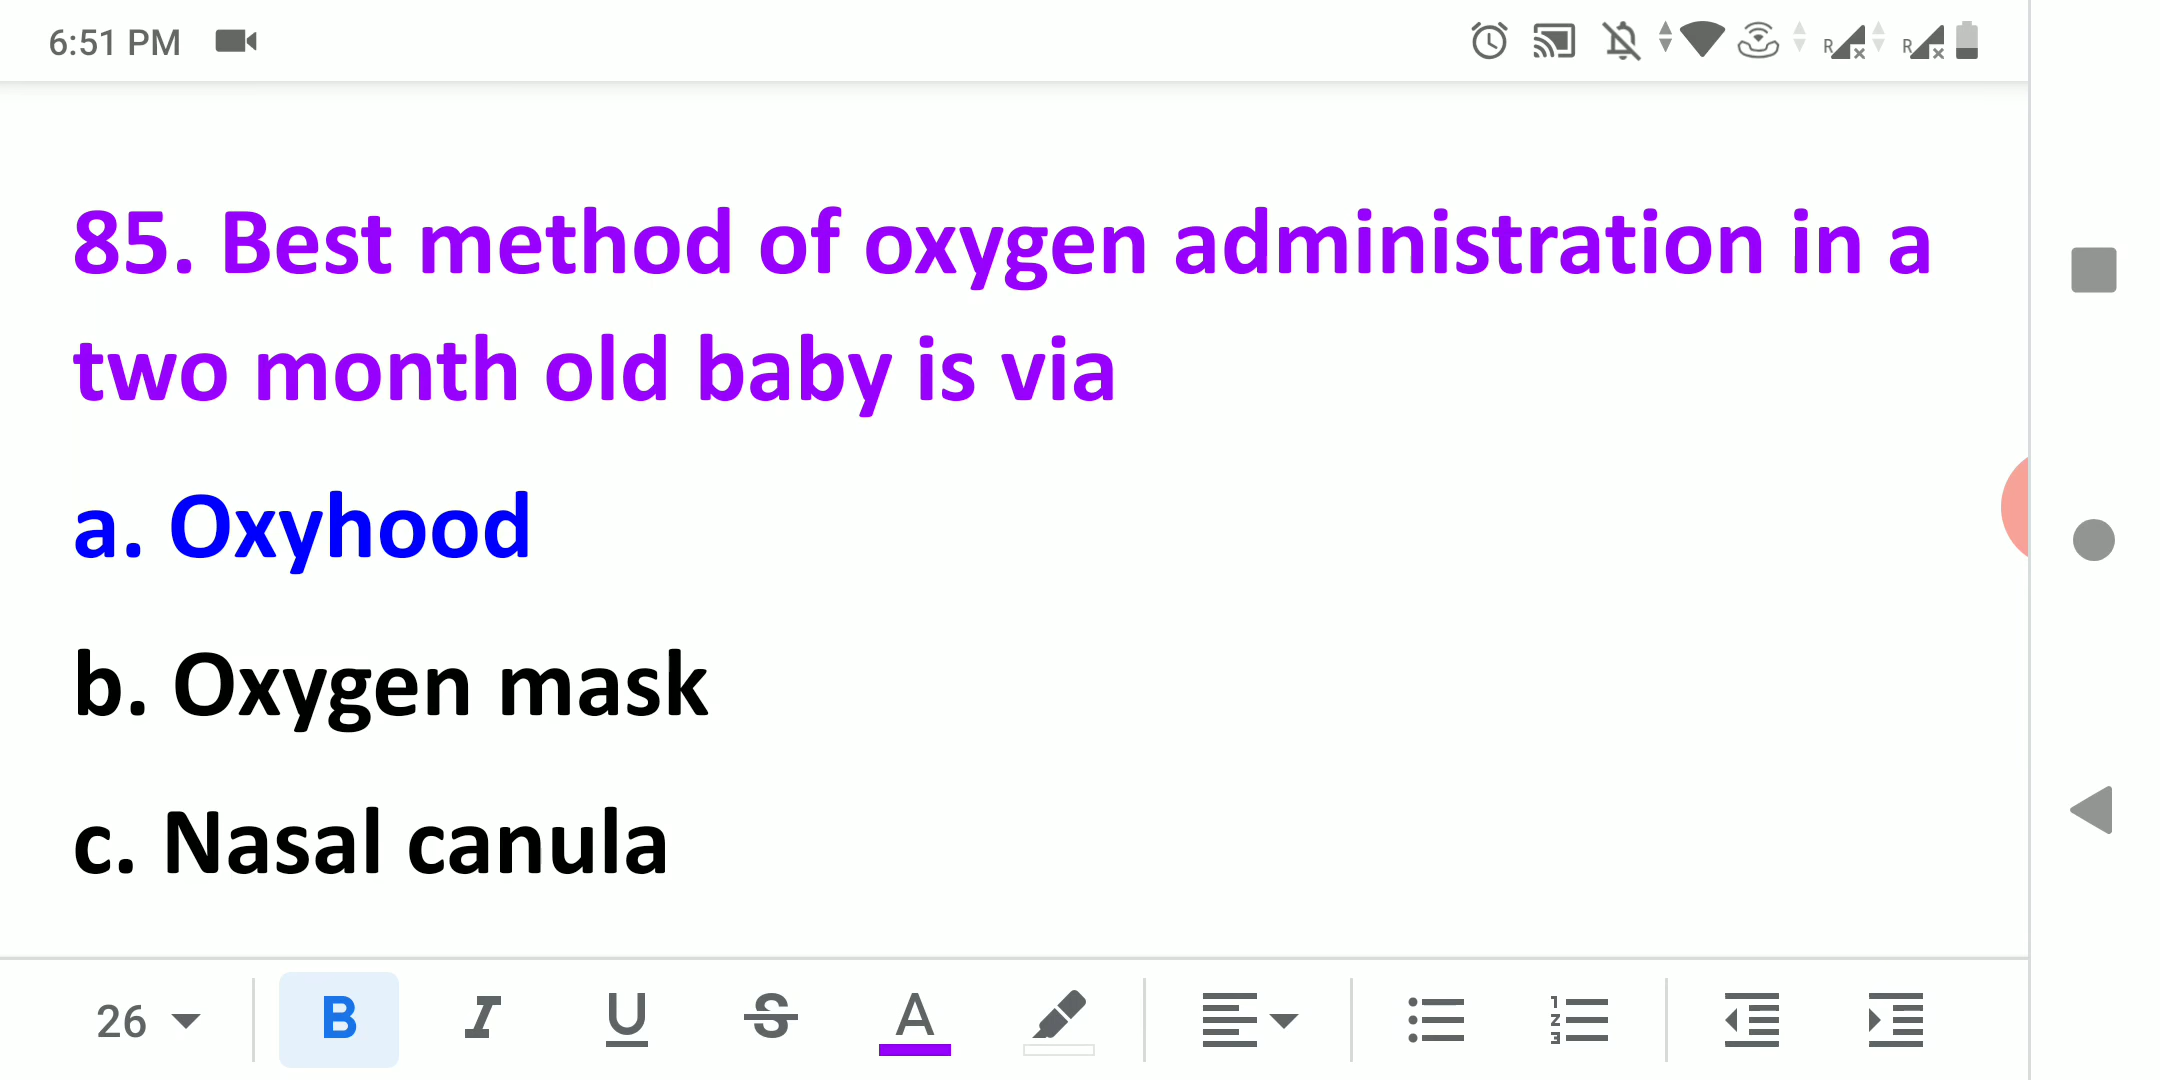 6:51 PM
R R
85. Best method of oxygen administration in a
two month old baby is via
a. Oxyhood
b. Oxygen mask
c. Nasal canula
26 B I U S A